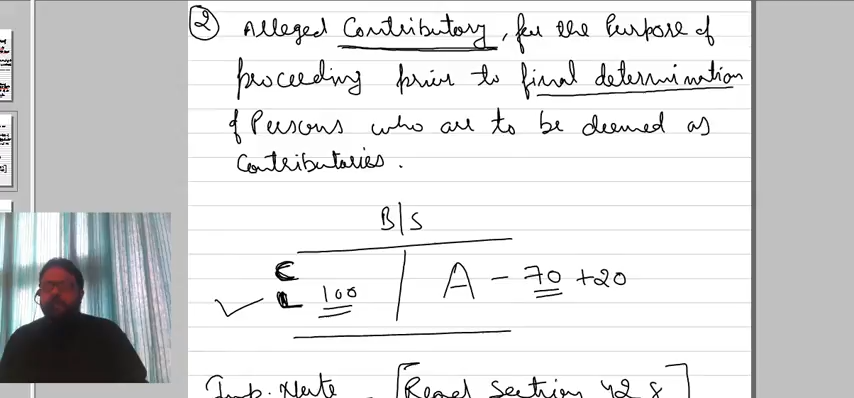 ② Alleged Contributory, for the Purpose of
proceeding prior to final determination
of Persons who are to be deemed as
Contributories.
B/S
C
L 100 A - 70 + 20
Imp. Note - [Read Section 428]